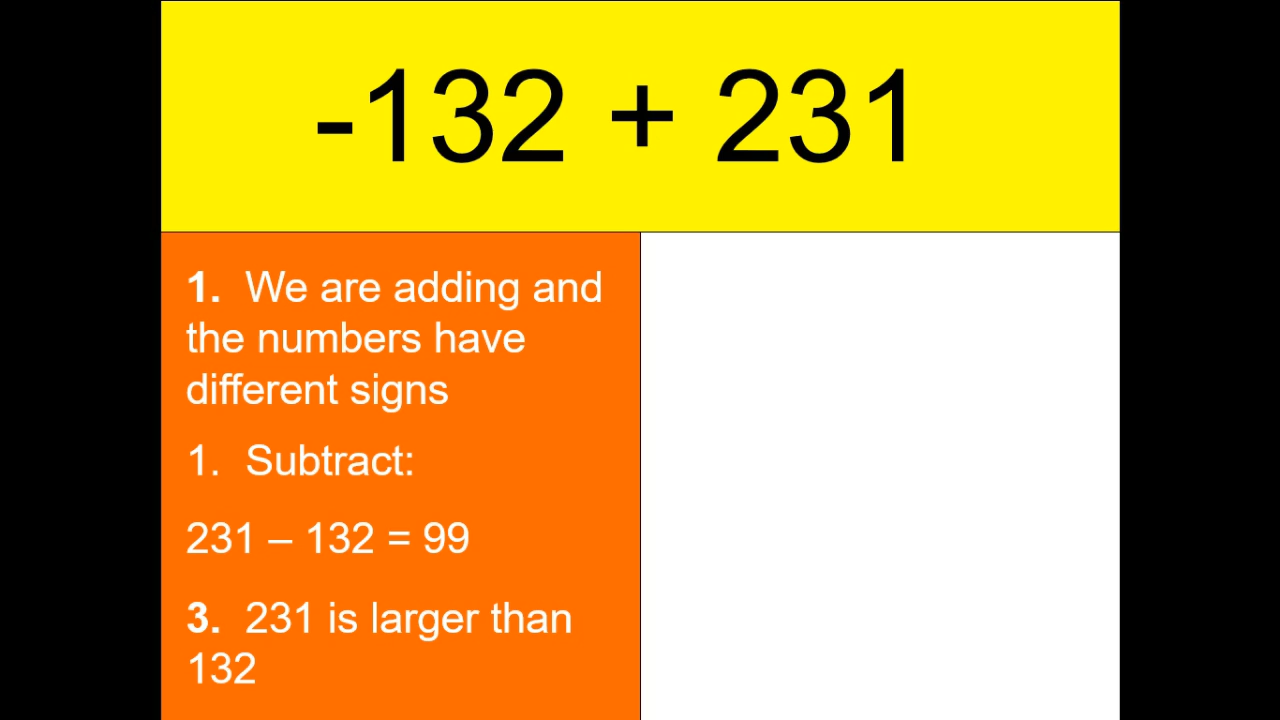 -132 + 231
1.  We are adding and
the numbers have
different signs
1.  Subtract:
231 – 132 = 99
3.  231 is larger than
132